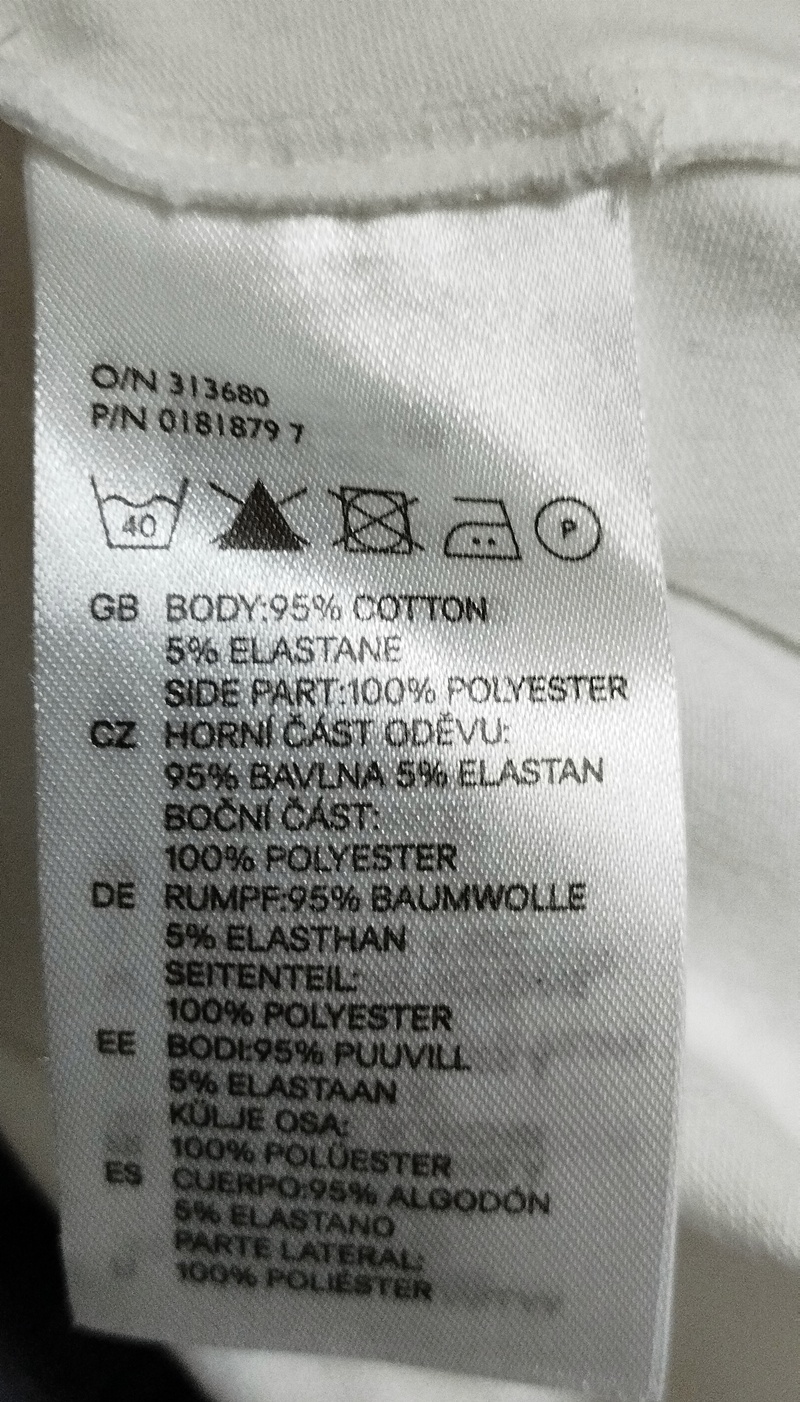 O/N 313680
P/N 0181879 7
40 P
GB BODY:95% COTTON
5% ELASTANE
SIDE PART:100% POLYESTER
CZ HORNÍ ČÁST ODĚVU:
95% BAVLNA 5% ELASTAN
BOČNÍ ČÁST:
100% POLYESTER
DE RUMPF:95% BAUMWOLLE
5% ELASTHAN
SEITENTEIL:
100% POLYESTER
EE BODI:95% PUUVILL
5% ELASTAAN
KÜLJE OSA:
100% POLÜESTER
ES CUERPO:95% ALGODÓN
5% ELASTANO
PARTE LATERAL:
100% POLIÉSTER